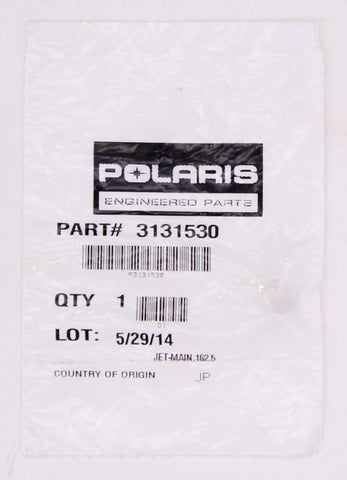 POLARIS
ENGINEERED PARTS
PART# 3131530
P3131530
QTY 1
Q1
LOT: 5/29/14
JET-MAIN,162.5
COUNTRY OF ORIGIN JP